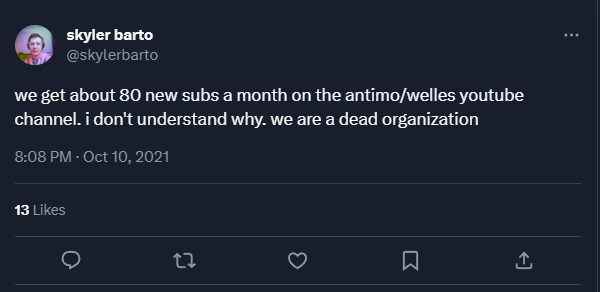 skyler barto
@skylerbarto
we get about 80 new subs a month on the antimo/welles youtube
channel. i don't understand why. we are a dead organization
8:08 PM · Oct 10, 2021
13 Likes